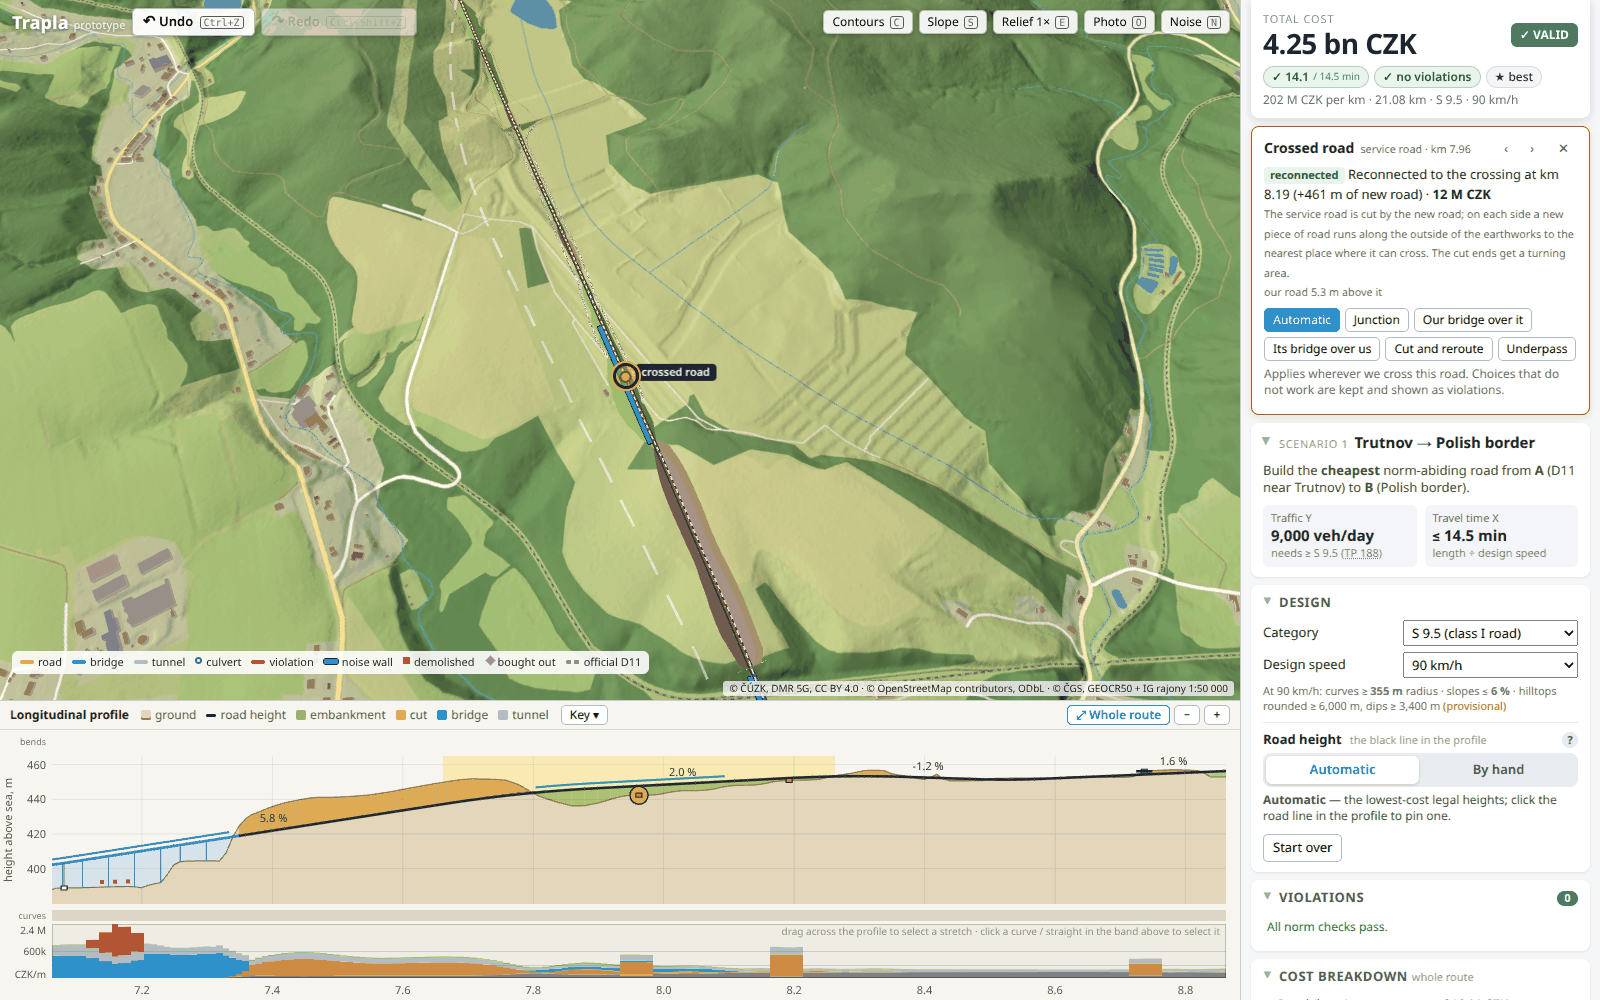 Trapla prototype
↶ Undo Ctrl+Z
Redo Ctrl+Shift+Z
Contours C
Slope S
Relief 1× E
Photo O
Noise N
crossed road
road
bridge
tunnel
culvert
violation
noise wall
demolished
bought out
official D11
© ČÚZK, DMR 5G, CC BY 4.0 · © OpenStreetMap contributors, ODbL · © ČGS, GEOCR50 + IG rajony 1:50 000
Longitudinal profile
ground
road height
embankment
cut
bridge
tunnel
Key ▾
⤢ Whole route
−
+
bends
height above sea, m
460
440
420
400
5.8 %
2.0 %
-1.2 %
1.6 %
curves
2.4 M
600k
CZK/m
drag across the profile to select a stretch · click a curve / straight in the band above to select it
7.2
7.4
7.6
7.8
8.0
8.2
8.4
8.6
8.8
TOTAL COST
4.25 bn CZK
✓ VALID
✓ 14.1 / 14.5 min
✓ no violations
★ best
202 M CZK per km · 21.08 km · S 9.5 · 90 km/h
Crossed road service road · km 7.96
‹ › ✕
reconnected Reconnected to the crossing at km
8.19 (+461 m of new road) · 12 M CZK
The service road is cut by the new road; on each side a new
piece of road runs along the outside of the earthworks to the
nearest place where it can cross. The cut ends get a turning
area.
our road 5.3 m above it
Automatic
Junction
Our bridge over it
Its bridge over us
Cut and reroute
Underpass
Applies wherever we cross this road. Choices that do
not work are kept and shown as violations.
▼ SCENARIO 1 Trutnov → Polish border
Build the cheapest norm-abiding road from A (D11
near Trutnov) to B (Polish border).
Traffic Y
9,000 veh/day
needs ≥ S 9.5 (TP 188)
Travel time X
≤ 14.5 min
length ÷ design speed
▼ DESIGN
Category
S 9.5 (class I road)
Design speed
90 km/h
At 90 km/h: curves ≥ 355 m radius · slopes ≤ 6 % · hilltops
rounded ≥ 6,000 m, dips ≥ 3,400 m (provisional)
Road height the black line in the profile ?
Automatic
By hand
Automatic — the lowest-cost legal heights; click the
road line in the profile to pin one.
Start over
▼ VIOLATIONS 0
All norm checks pass.
▼ COST BREAKDOWN whole route